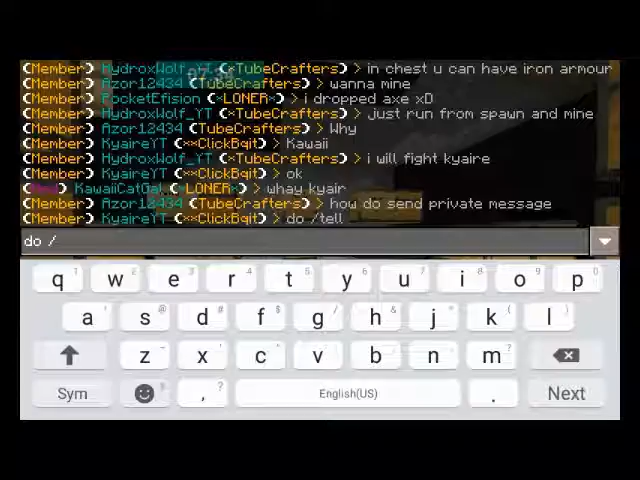 (Member) HydroxWolf_YT (*TubeCrafters) > in chest u can have iron armour
(Member) Azor12434 (TubeCrafters) > wanna mine
(Member) PocketEfision (*LONER*) > i dropped axe xD
(Member) HydroxWolf_YT (*TubeCrafters) > just run from spawn and mine
(Member) Azor12434 (TubeCrafters) > Why
(Member) KyaireYT (**ClickBqit) > Kawaii
(Member) HydroxWolf_YT (*TubeCrafters) > i will fight kyaire
(Member) KyaireYT (**ClickBqit) > ok
KawaiiCatGal (*LONER*) > whay kyair
(Member) Azor12434 (TubeCrafters) > how do send private message
(Member) KyaireYT (**ClickBqit) > do /tell
do /
q w e r t y u i o p
a s d f g h j k l
z x c v b n m
Sym , English(US) . Next